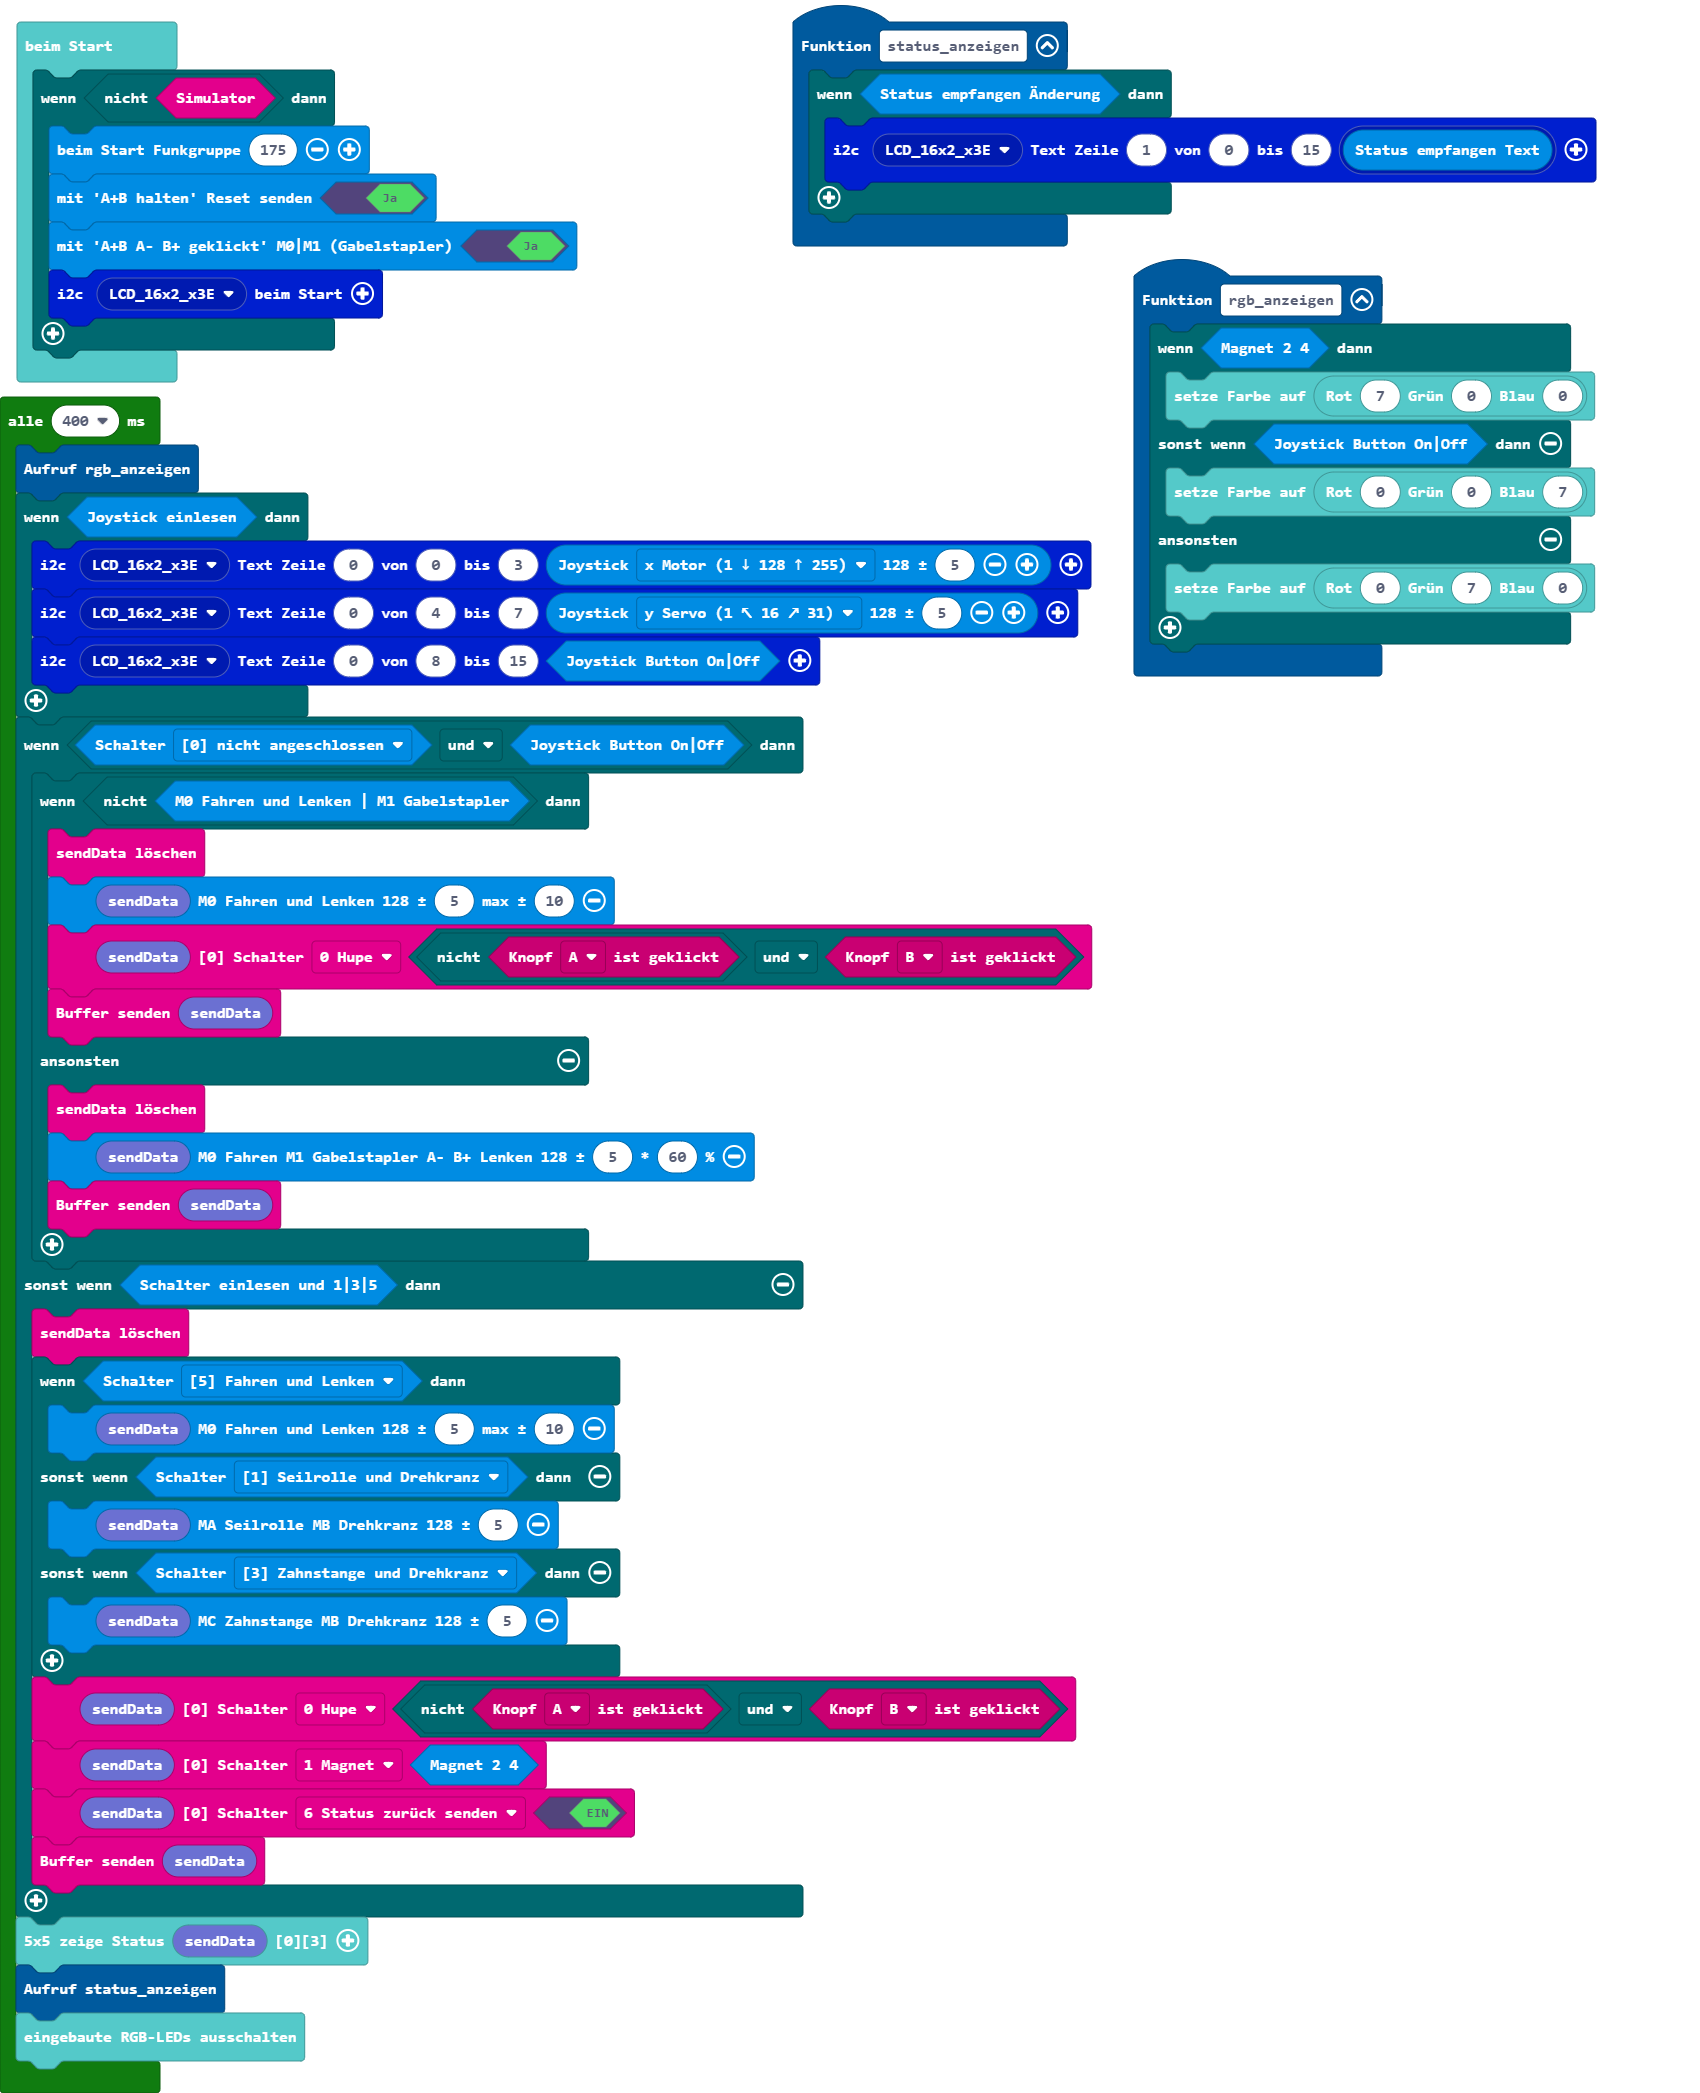 beim Start
wenn nicht Simulator dann
beim Start Funkgruppe 175
mit 'A+B halten' Reset senden Ja
mit 'A+B A- B+ geklickt' M0|M1 (Gabelstapler) Ja
i2c LCD_16x2_x3E beim Start
Funktion status_anzeigen
wenn Status empfangen Änderung dann
i2c LCD_16x2_x3E Text Zeile 1 von 0 bis 15 Status empfangen Text
Funktion rgb_anzeigen
wenn Magnet 2 4 dann
setze Farbe auf Rot 7 Grün 0 Blau 0
sonst wenn Joystick Button On|Off dann
setze Farbe auf Rot 0 Grün 0 Blau 7
ansonsten
setze Farbe auf Rot 0 Grün 7 Blau 0
alle 400 ms
Aufruf rgb_anzeigen
wenn Joystick einlesen dann
i2c LCD_16x2_x3E Text Zeile 0 von 0 bis 3 Joystick x Motor (1 ↓ 128 ↑ 255) 128 ± 5
i2c LCD_16x2_x3E Text Zeile 0 von 4 bis 7 Joystick y Servo (1 ↖ 16 ↗ 31) 128 ± 5
i2c LCD_16x2_x3E Text Zeile 0 von 8 bis 15 Joystick Button On|Off
wenn Schalter [0] nicht angeschlossen und Joystick Button On|Off dann
wenn nicht M0 Fahren und Lenken | M1 Gabelstapler dann
sendData löschen
sendData M0 Fahren und Lenken 128 ± 5 max ± 10
sendData [0] Schalter 0 Hupe nicht Knopf A ist geklickt und Knopf B ist geklickt
Buffer senden sendData
ansonsten
sendData löschen
sendData M0 Fahren M1 Gabelstapler A- B+ Lenken 128 ± 5 * 60 %
Buffer senden sendData
sonst wenn Schalter einlesen und 1|3|5 dann
sendData löschen
wenn Schalter [5] Fahren und Lenken dann
sendData M0 Fahren und Lenken 128 ± 5 max ± 10
sonst wenn Schalter [1] Seilrolle und Drehkranz dann
sendData MA Seilrolle MB Drehkranz 128 ± 5
sonst wenn Schalter [3] Zahnstange und Drehkranz dann
sendData MC Zahnstange MB Drehkranz 128 ± 5
sendData [0] Schalter 0 Hupe nicht Knopf A ist geklickt und Knopf B ist geklickt
sendData [0] Schalter 1 Magnet Magnet 2 4
sendData [0] Schalter 6 Status zurück senden EIN
Buffer senden sendData
5x5 zeige Status sendData [0][3]
Aufruf status_anzeigen
eingebaute RGB-LEDs ausschalten